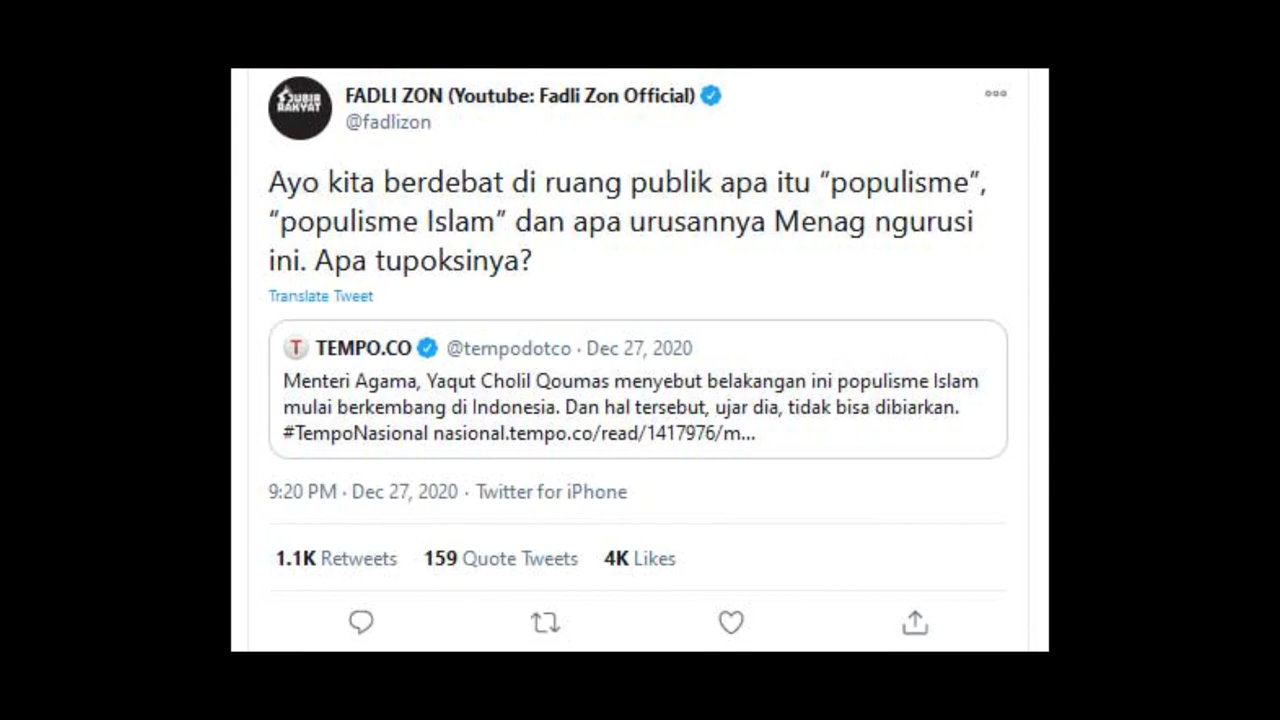 JUBIR
RAKYAT
FADLI ZON (Youtube: Fadli Zon Official)
@fadlizon
Ayo kita berdebat di ruang publik apa itu “populisme”,
“populisme Islam” dan apa urusannya Menag ngurusi
ini. Apa tupoksinya?
Translate Tweet
T TEMPO.CO @tempodotco · Dec 27, 2020
Menteri Agama, Yaqut Cholil Qoumas menyebut belakangan ini populisme Islam
mulai berkembang di Indonesia. Dan hal tersebut, ujar dia, tidak bisa dibiarkan.
#TempoNasional nasional.tempo.co/read/1417976/m...
9:20 PM · Dec 27, 2020 · Twitter for iPhone
1.1K Retweets 159 Quote Tweets 4K Likes